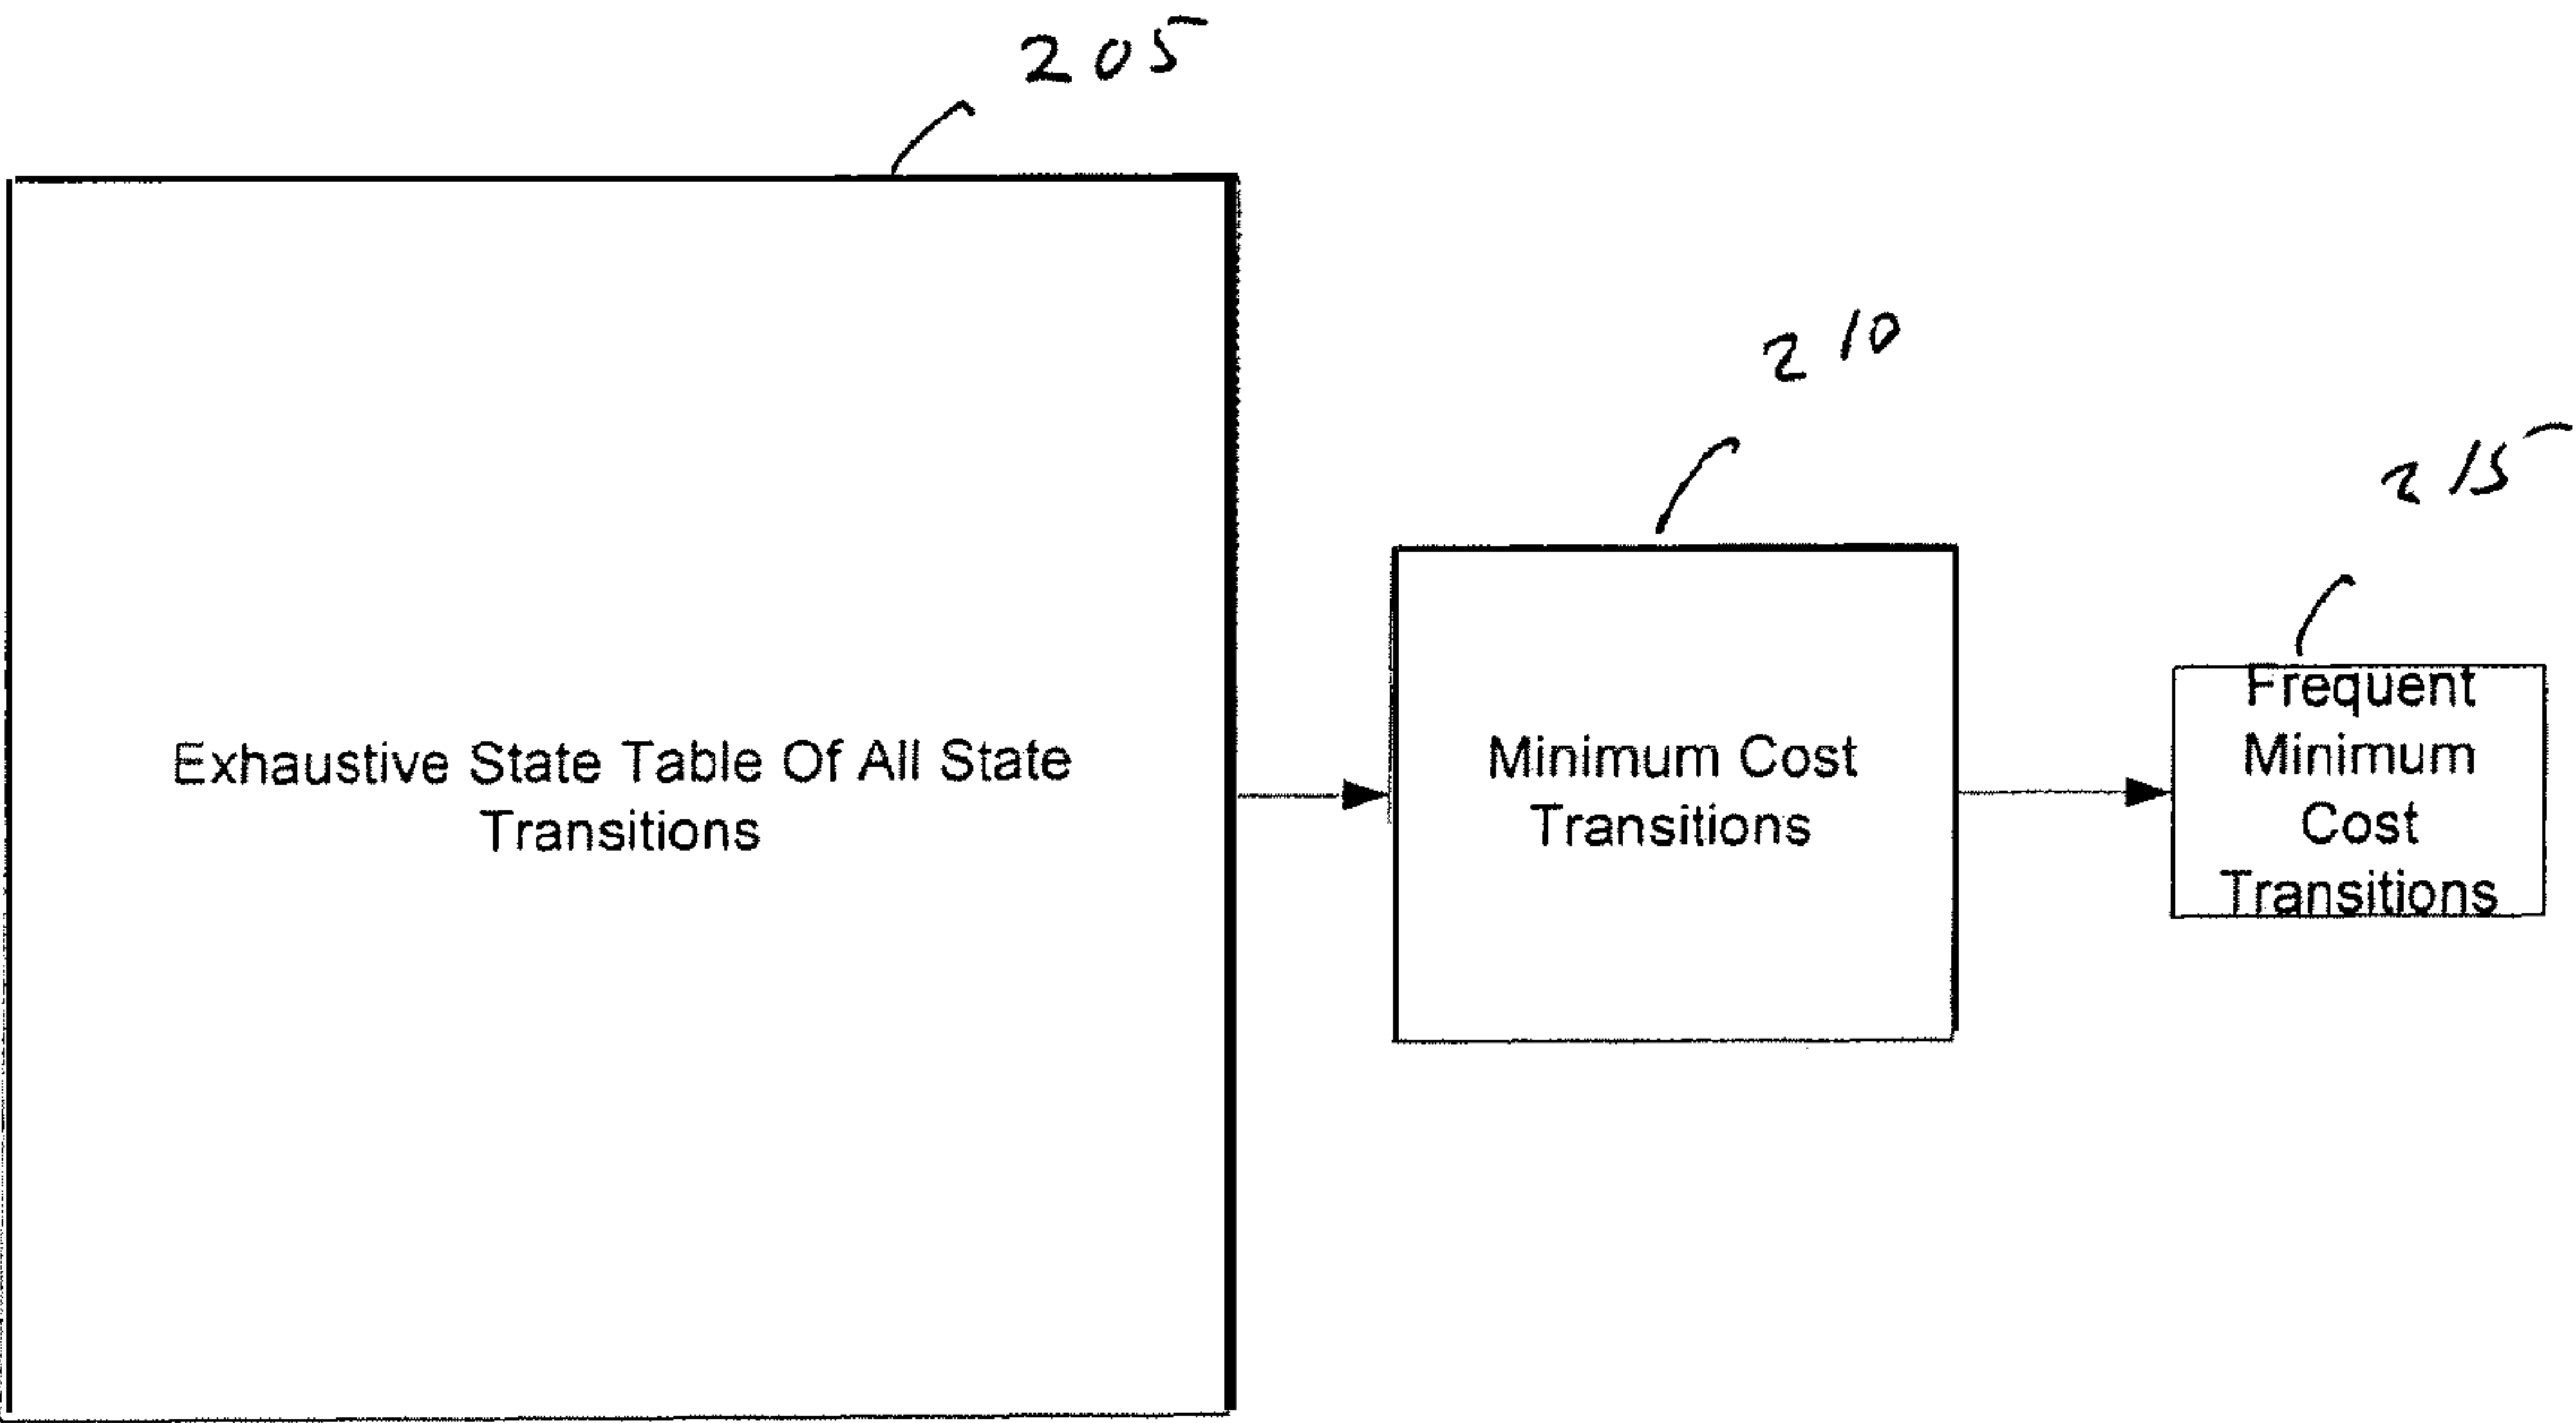 205
Exhaustive State Table Of All State
Transitions
210
Minimum Cost
Transitions
215
Frequent
Minimum
Cost
Transitions